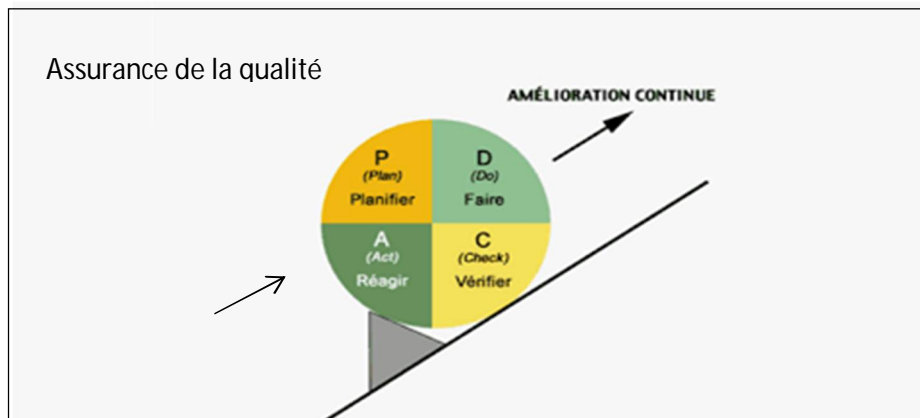 Assurance de la qualité
AMÉLIORATION CONTINUE
P
(Plan)
Planifier
D
(Do)
Faire
A
(Act)
Réagir
C
(Check)
Vérifier